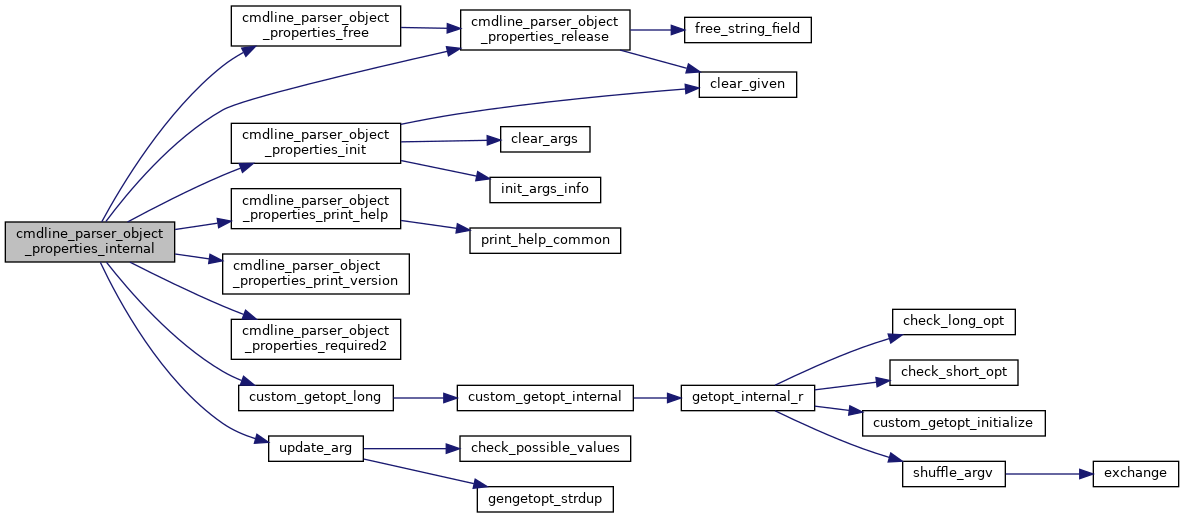 cmdline_parser_object
_properties_internal
cmdline_parser_object
_properties_free
cmdline_parser_object
_properties_release
free_string_field
clear_given
cmdline_parser_object
_properties_init
clear_args
init_args_info
cmdline_parser_object
_properties_print_help
print_help_common
cmdline_parser_object
_properties_print_version
cmdline_parser_object
_properties_required2
custom_getopt_long
custom_getopt_internal
getopt_internal_r
check_long_opt
check_short_opt
custom_getopt_initialize
shuffle_argv
exchange
update_arg
check_possible_values
gengetopt_strdup